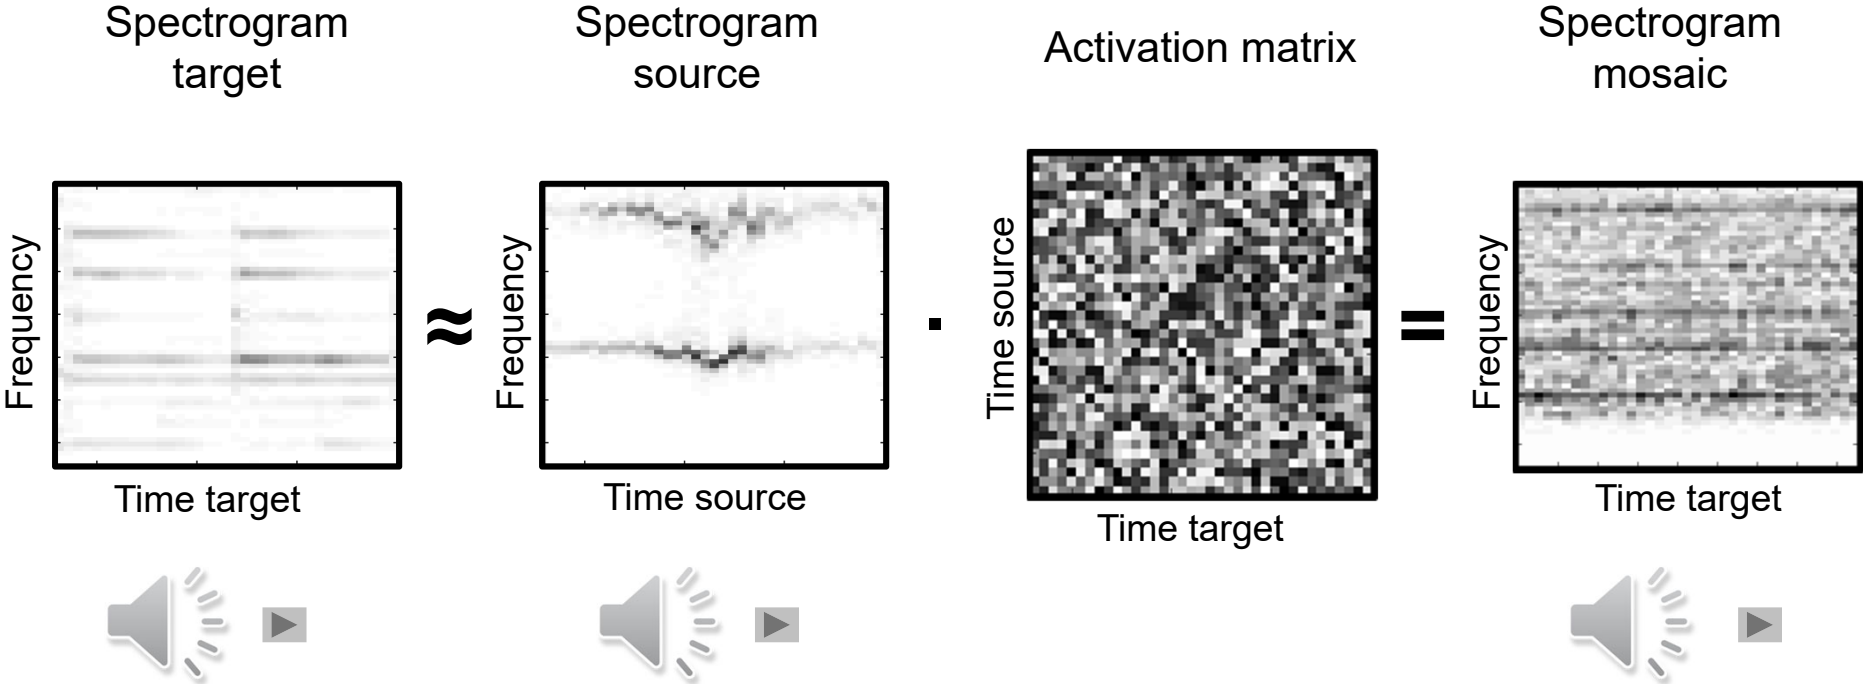 Spectrogram
target
Spectrogram
source
Activation matrix
Spectrogram
mosaic
Frequency
≈
Frequency
·
Time source
=
Frequency
Time target
Time source
Time target
Time target